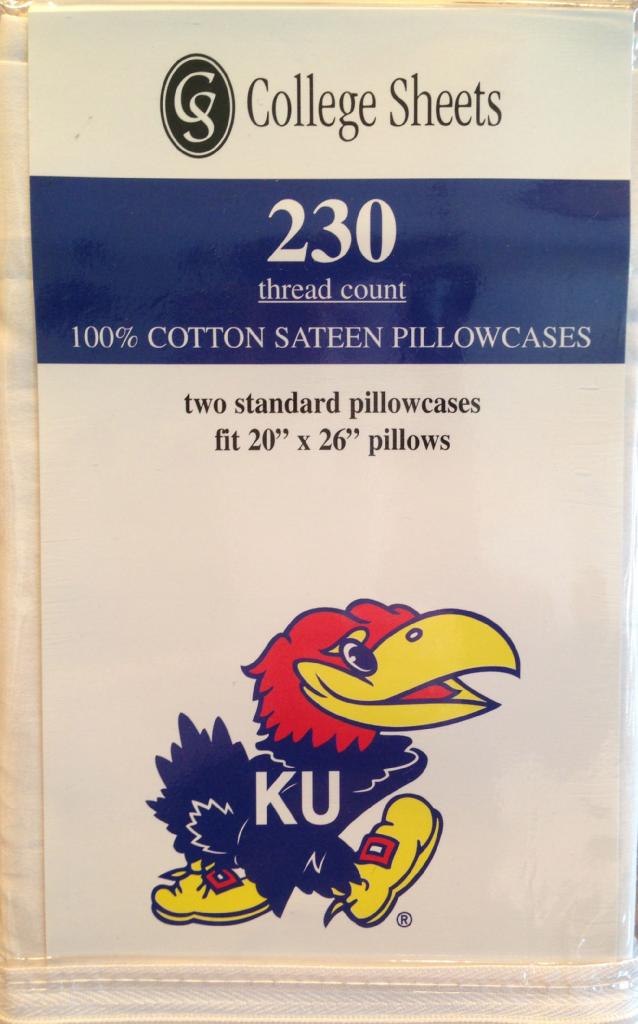 CS College Sheets
230
thread count
100% COTTON SATEEN PILLOWCASES
two standard pillowcases
fit 20” x 26” pillows
KU
®